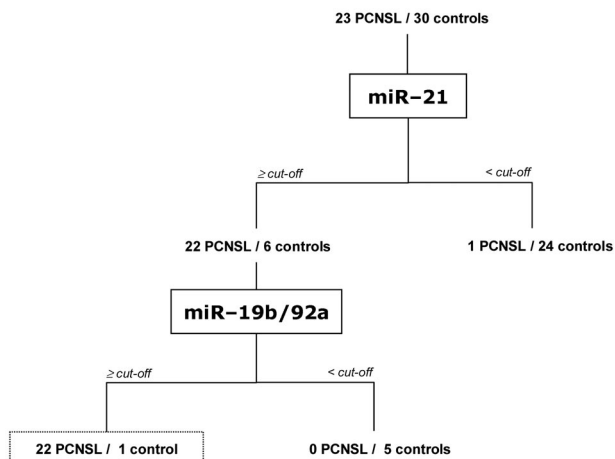 23 PCNSL / 30 controls
miR–21
≥ cut-off
< cut-off
22 PCNSL / 6 controls
1 PCNSL / 24 controls
miR–19b/92a
≥ cut-off
< cut-off
22 PCNSL / 1 control
0 PCNSL / 5 controls